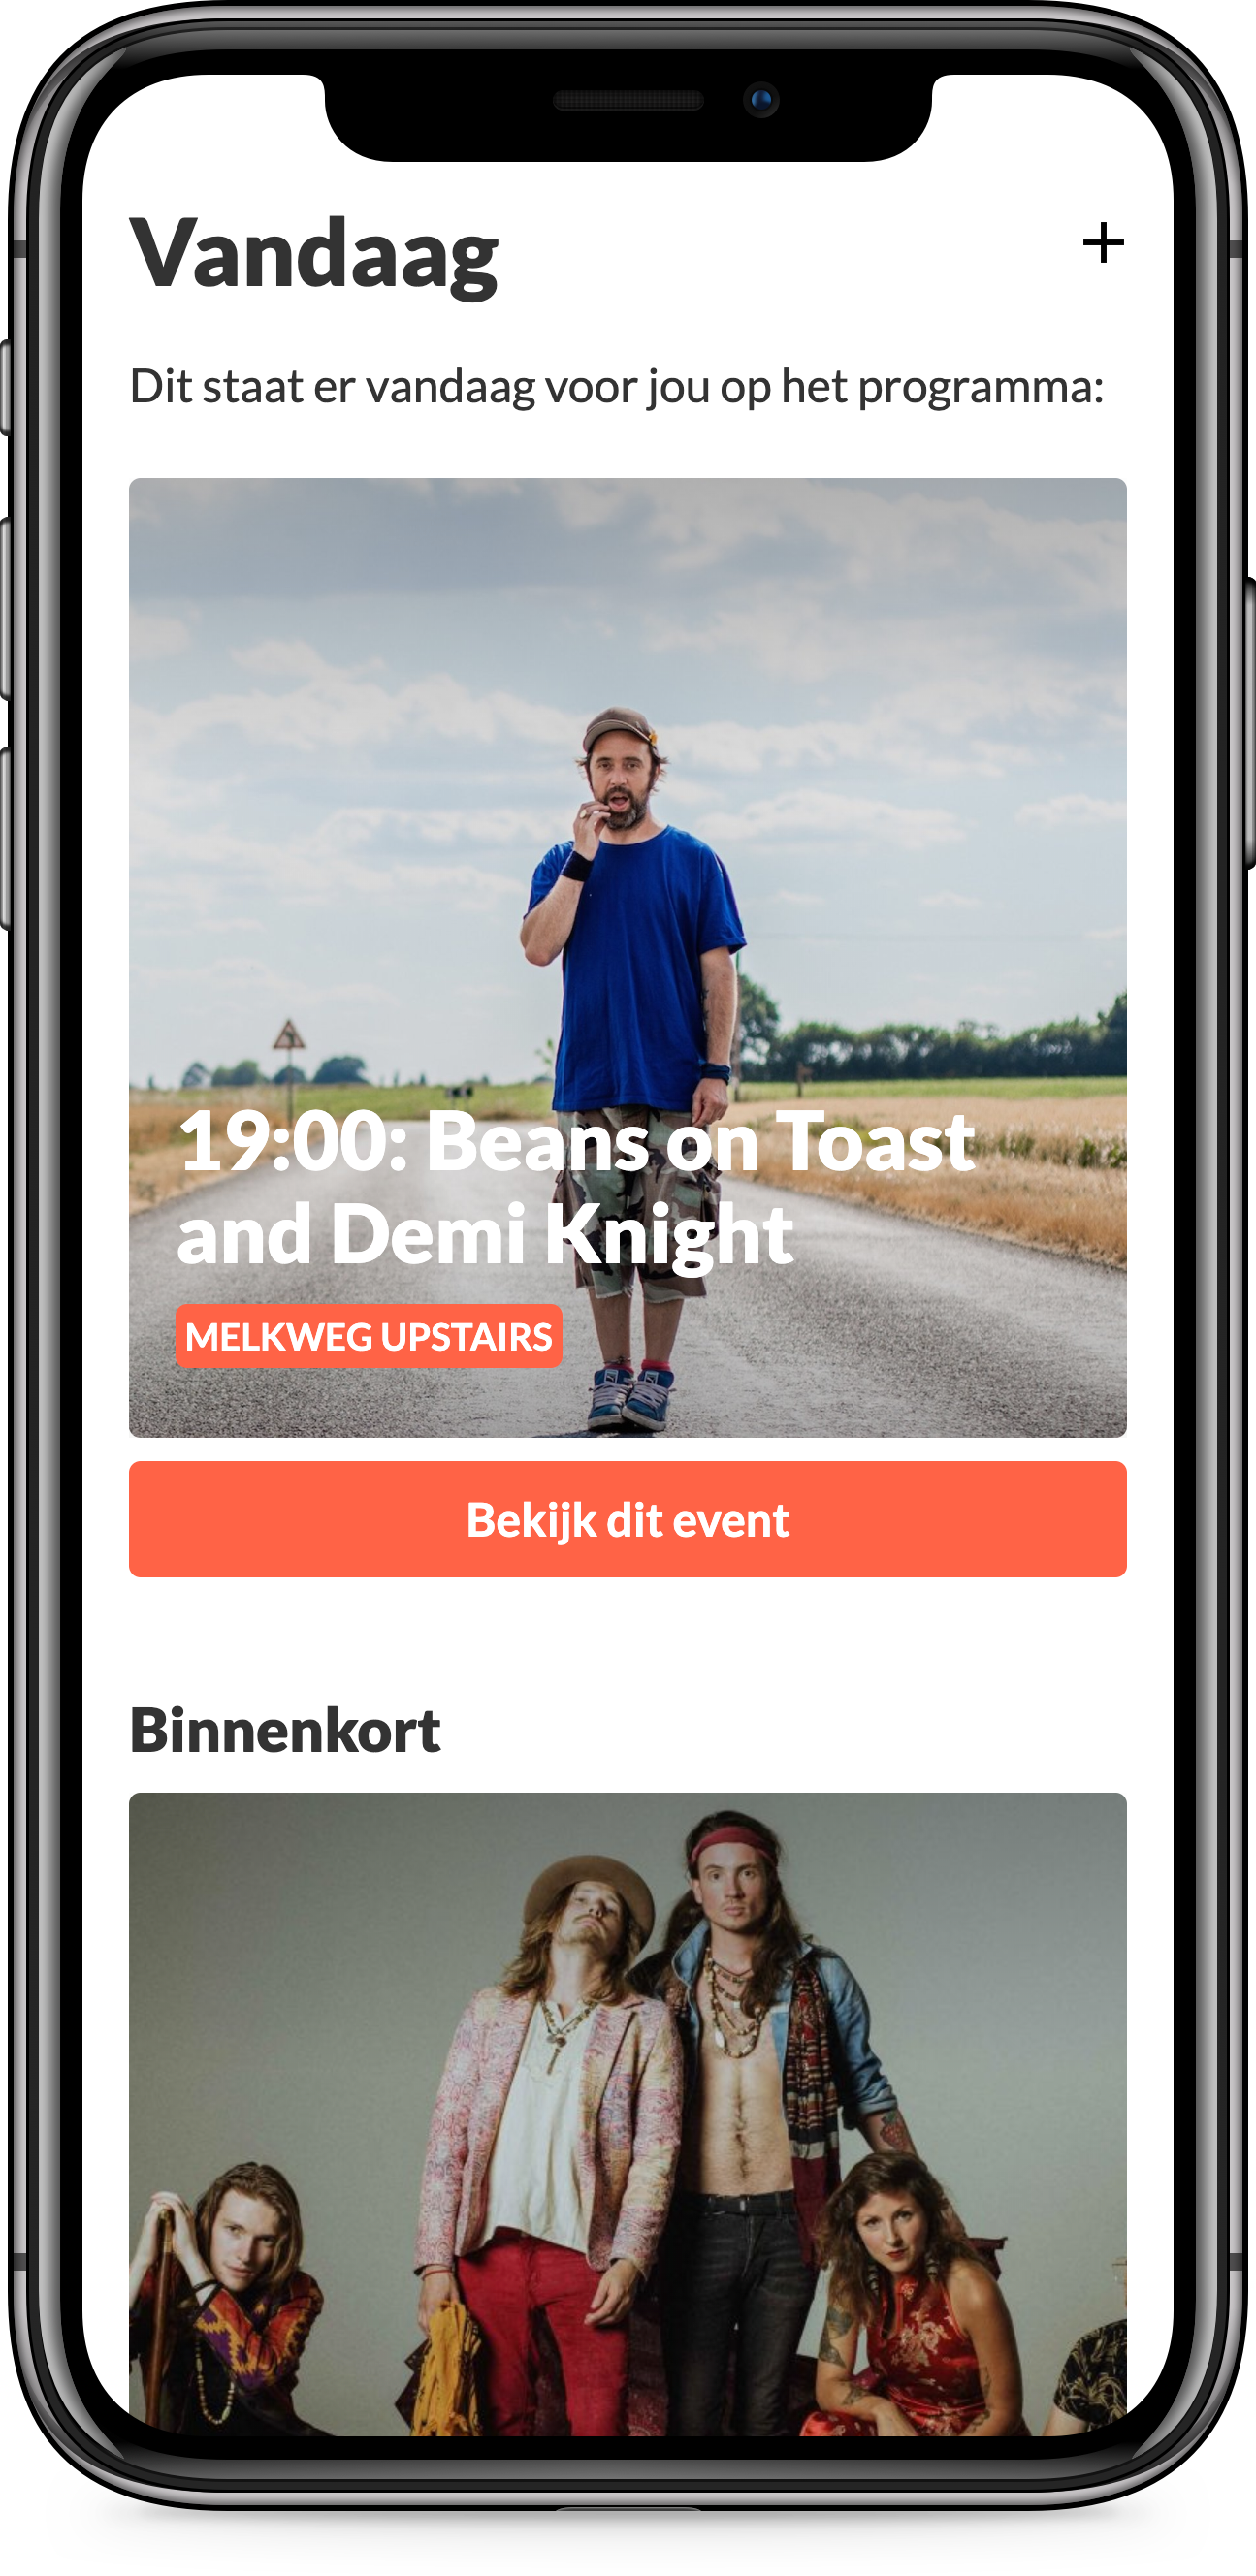 Vandaag
+
Dit staat er vandaag voor jou op het programma:
19:00: Beans on Toast
and Demi Knight
MELKWEG UPSTAIRS
Bekijk dit event
Binnenkort